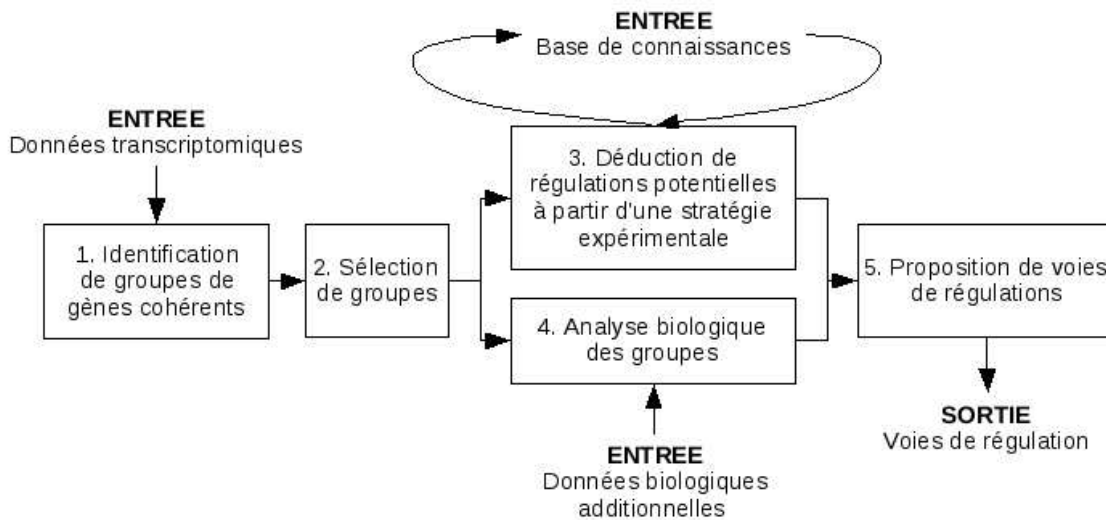 ENTREE
Base de connaissances
ENTREE
Données transcriptomiques
1. Identification
de groupes de
gènes cohérents
2. Sélection
de groupes
3. Déduction de
régulations potentielles
à partir d'une stratégie
expérimentale
4. Analyse biologique
des groupes
ENTREE
Données biologiques
additionnelles
5. Proposition de voies
de régulations
SORTIE
Voies de régulation